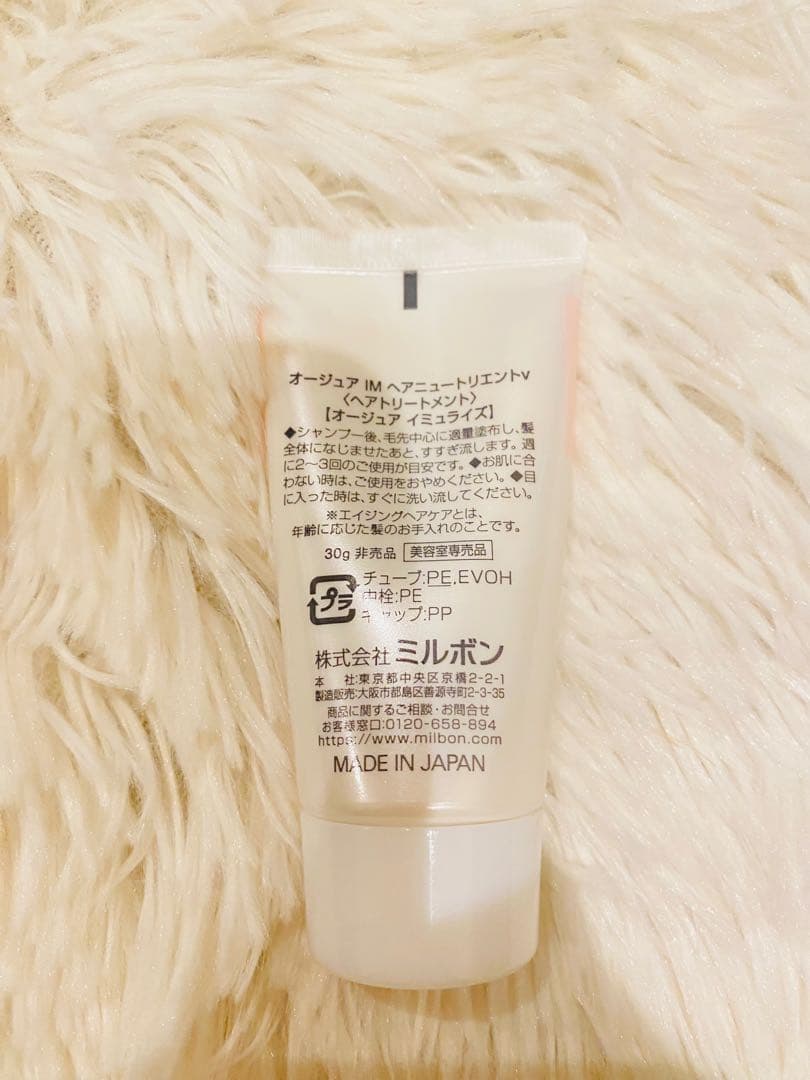 オージュア IM ヘアニュートリエントV
〈ヘアトリートメント〉
【オージュア イミュライズ】
◆シャンプー後、毛先中心に適量塗布し、髪
全体になじませたあと、すすぎ流します。週
に2〜3回のご使用が目安です。◆お肌に合
わない時は、ご使用をおやめください。◆目
に入った時は、すぐに洗い流してください。
※エイジングヘアケアとは、
年齢に応じた髪のお手入れのことです。
30g 非売品 美容室専売品
プラ
チューブ:PE,EVOH
中栓:PE
キャップ:PP
株式会社 ミルボン
本 社:東京都中央区京橋2-2-1
製造販売:大阪市都島区善源寺町2-3-35
商品に関するご相談・お問合せ
お客様窓口:0120-658-894
https://www.milbon.com
MADE IN JAPAN